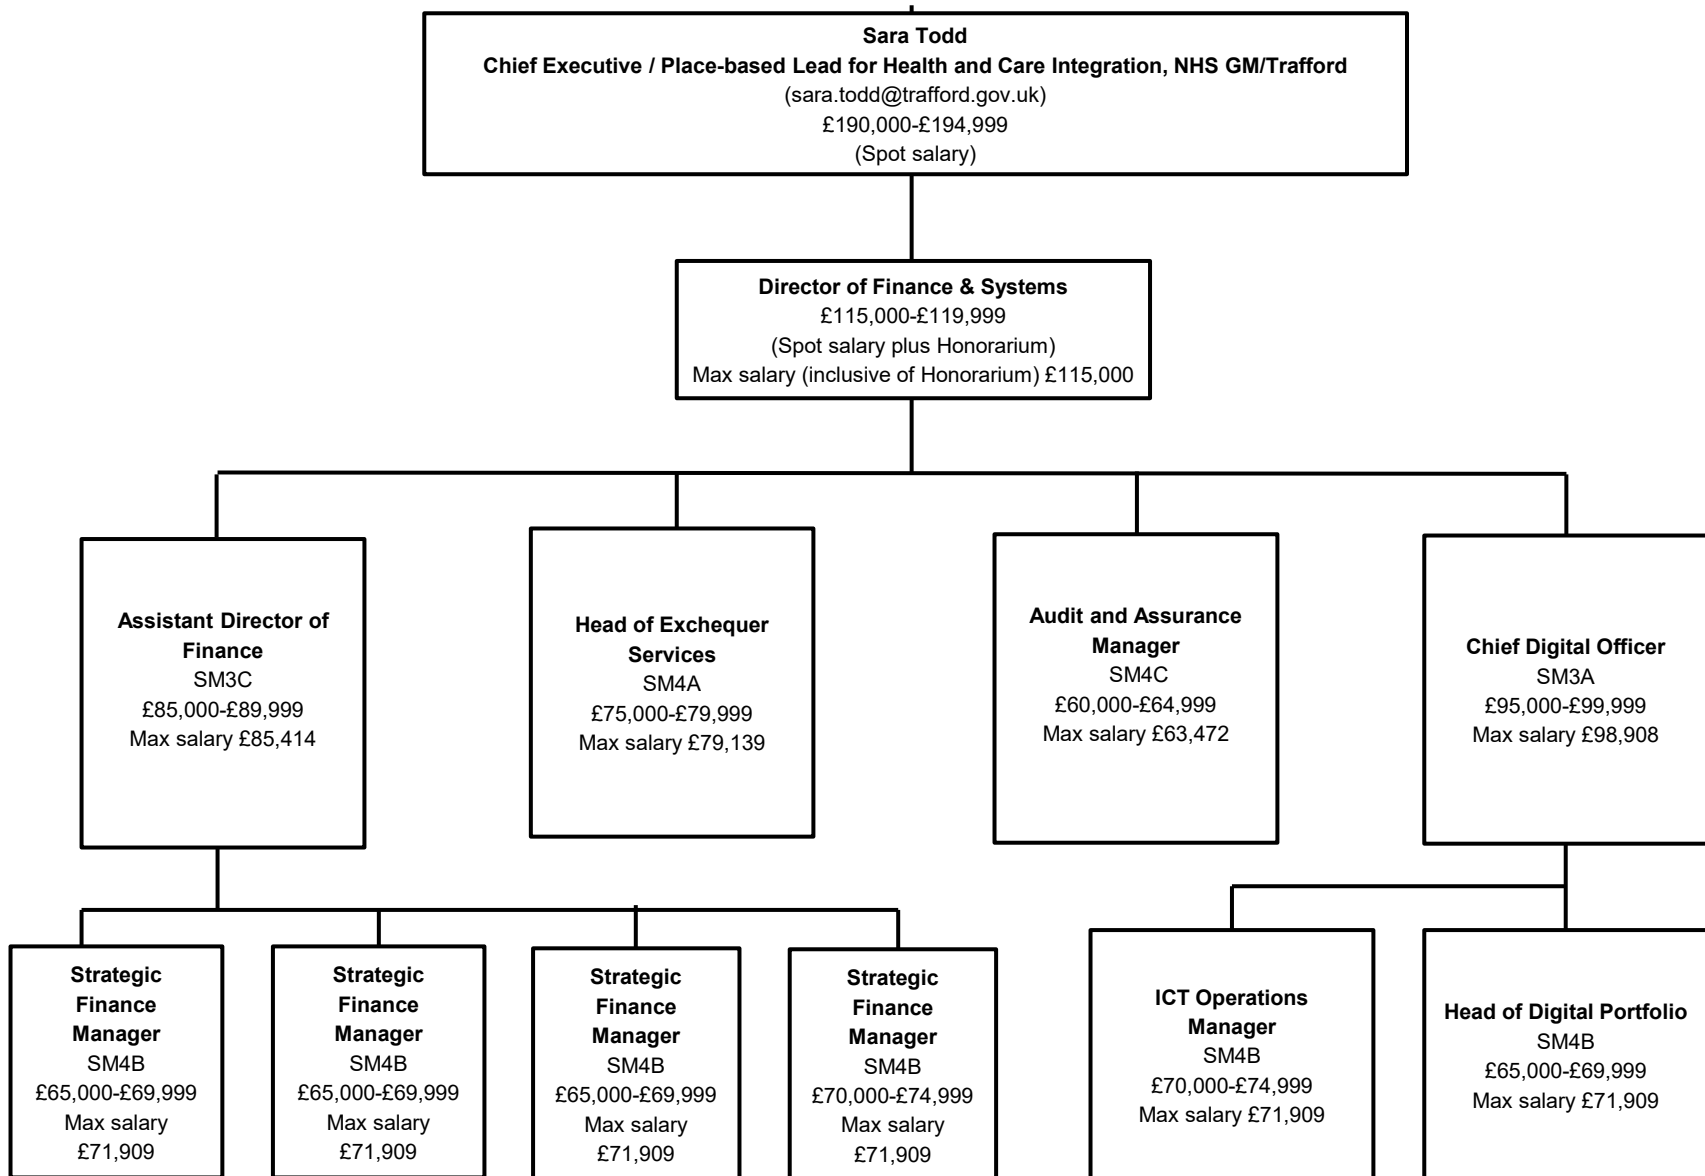 Sara Todd
Chief Executive / Place-based Lead for Health and Care Integration, NHS GM/Trafford
(sara.todd@trafford.gov.uk)
£190,000-£194,999
(Spot salary)
Director of Finance & Systems
£115,000-£119,999
(Spot salary plus Honorarium)
Max salary (inclusive of Honorarium) £115,000
Assistant Director of
Finance
SM3C
£85,000-£89,999
Max salary £85,414
Head of Exchequer
Services
SM4A
£75,000-£79,999
Max salary £79,139
Audit and Assurance
Manager
SM4C
£60,000-£64,999
Max salary £63,472
Chief Digital Officer
SM3A
£95,000-£99,999
Max salary £98,908
Strategic
Finance
Manager
SM4B
£65,000-£69,999
Max salary
£71,909
Strategic
Finance
Manager
SM4B
£65,000-£69,999
Max salary
£71,909
Strategic
Finance
Manager
SM4B
£65,000-£69,999
Max salary
£71,909
Strategic
Finance
Manager
SM4B
£70,000-£74,999
Max salary
£71,909
ICT Operations
Manager
SM4B
£70,000-£74,999
Max salary £71,909
Head of Digital Portfolio
SM4B
£65,000-£69,999
Max salary £71,909